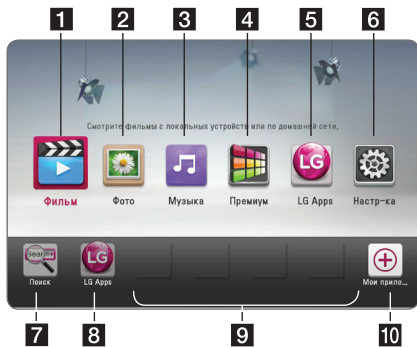 1 2 3 4 5 6
Смотрите фильмы с локальных устройств или по домашней сети.
LG
Фильм Фото Музыка Премиум LG Apps Настр-ка
Search LG
Поиск LG Apps Мои прило...
7 8 9 10